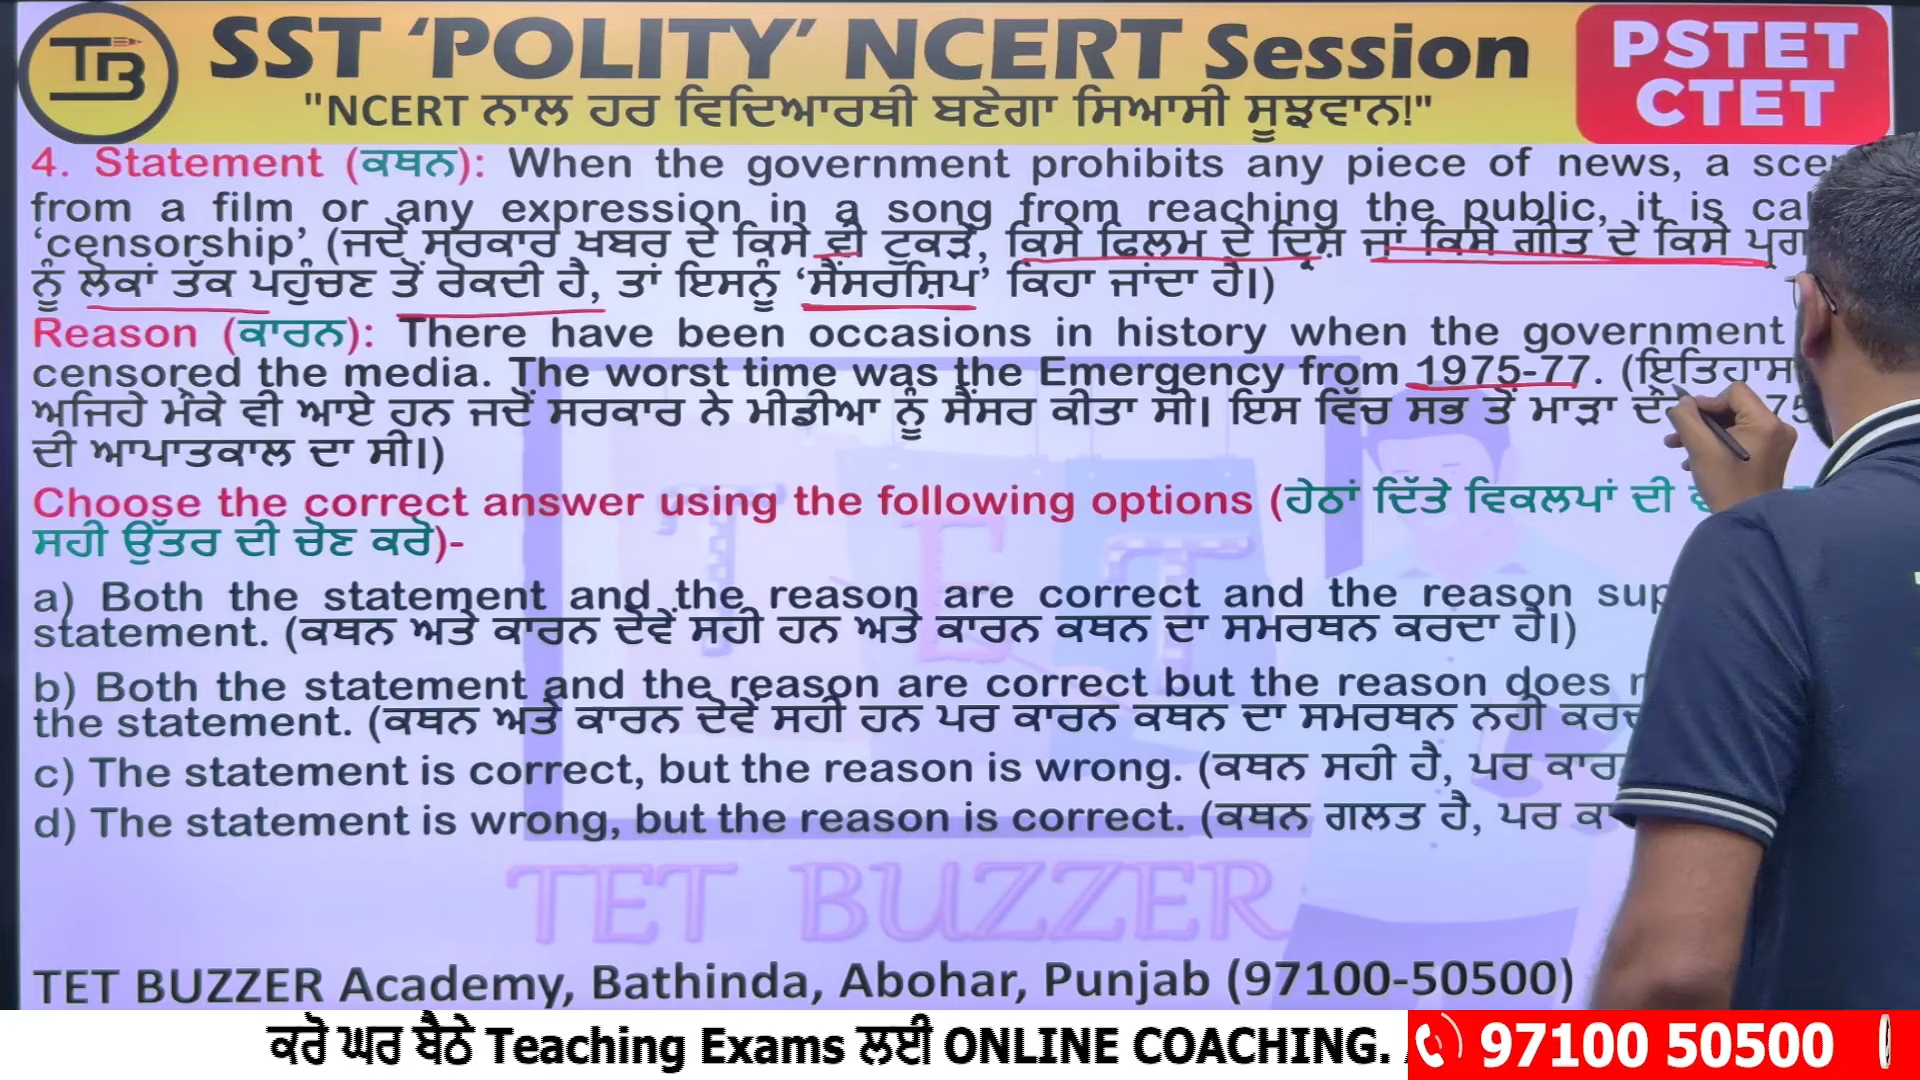 TB
SST ‘POLITY’ NCERT Session
PSTET
CTET
"NCERT ਨਾਲ ਹਰ ਵਿਦਿਆਰਥੀ ਬਣੇਗਾ ਸਿਆਸੀ ਸੂਝਵਾਨ!"
4. Statement (ਕਥਨ): When the government prohibits any piece of news, a
from a film or any expression in a song from reaching the public, it is
‘censorship’ (ਜਦੋਂ ਸਰਕਾਰ ਖਬਰ ਦੇ ਕਿਸੇ ਵੀ ਟੁਕੜੇ, ਕਿਸੇ ਫਿਲਮ ਦੇ ਦ੍ਰਿਸ਼ ਜਾਂ ਕਿਸੇ ਗੀਤ ਦੇ ਕਿਸੇ
ਨੂੰ ਲੋਕਾਂ ਤੱਕ ਪਹੁੰਚਣ ਤੋਂ ਰੋਕਦੀ ਹੈ, ਤਾਂ ਇਸਨੂੰ ‘ਸੈਂਸਰਸ਼ਿਪ’ ਕਿਹਾ ਜਾਂਦਾ ਹੈ।)
Reason (ਕਾਰਨ): There have been occasions in history when the government
censored the media. The worst time was the Emergency from 1975-77. (ਇਤਿਹਾਸ
ਅਜਿਹੇ ਮੌਕੇ ਵੀ ਆਏ ਹਨ ਜਦੋਂ ਸਰਕਾਰ ਨੇ ਮੀਡੀਆ ਨੂੰ ਸੈਂਸਰ ਕੀਤਾ ਸੀ। ਇਸ ਵਿੱਚ ਸਭ ਤੋਂ ਮਾੜਾ
ਦੀ ਆਪਾਤਕਾਲ ਦਾ ਸੀ।)
Choose the correct answer using the following options (ਹੇਠਾਂ ਦਿੱਤੇ ਵਿਕਲਪਾਂ ਦੀ
ਸਹੀ ਉੱਤਰ ਦੀ ਚੋਣ ਕਰੋ)-
a) Both the statement and the reason are correct and the reason
statement. (ਕਥਨ ਅਤੇ ਕਾਰਨ ਦੋਵੇਂ ਸਹੀ ਹਨ ਅਤੇ ਕਾਰਨ ਕਥਨ ਦਾ ਸਮਰਥਨ ਕਰਦਾ ਹੈ।)
b) Both the statement and the reason are correct but the reason does
the statement. (ਕਥਨ ਅਤੇ ਕਾਰਨ ਦੋਵੇਂ ਸਹੀ ਹਨ ਪਰ ਕਾਰਨ ਕਥਨ ਦਾ ਸਮਰਥਨ ਨਹੀ
c) The statement is correct, but the reason is wrong. (ਕਥਨ ਸਹੀ ਹੈ, ਪਰ
d) The statement is wrong, but the reason is correct. (ਕਥਨ ਗਲਤ ਹੈ, ਪਰ
TET
TET BUZZER
TET BUZZER Academy, Bathinda, Abohar, Punjab (97100-50500)
ਕਰੋ ਘਰ ਬੈਠੇ Teaching Exams ਲਈ ONLINE COACHING.
97100 50500